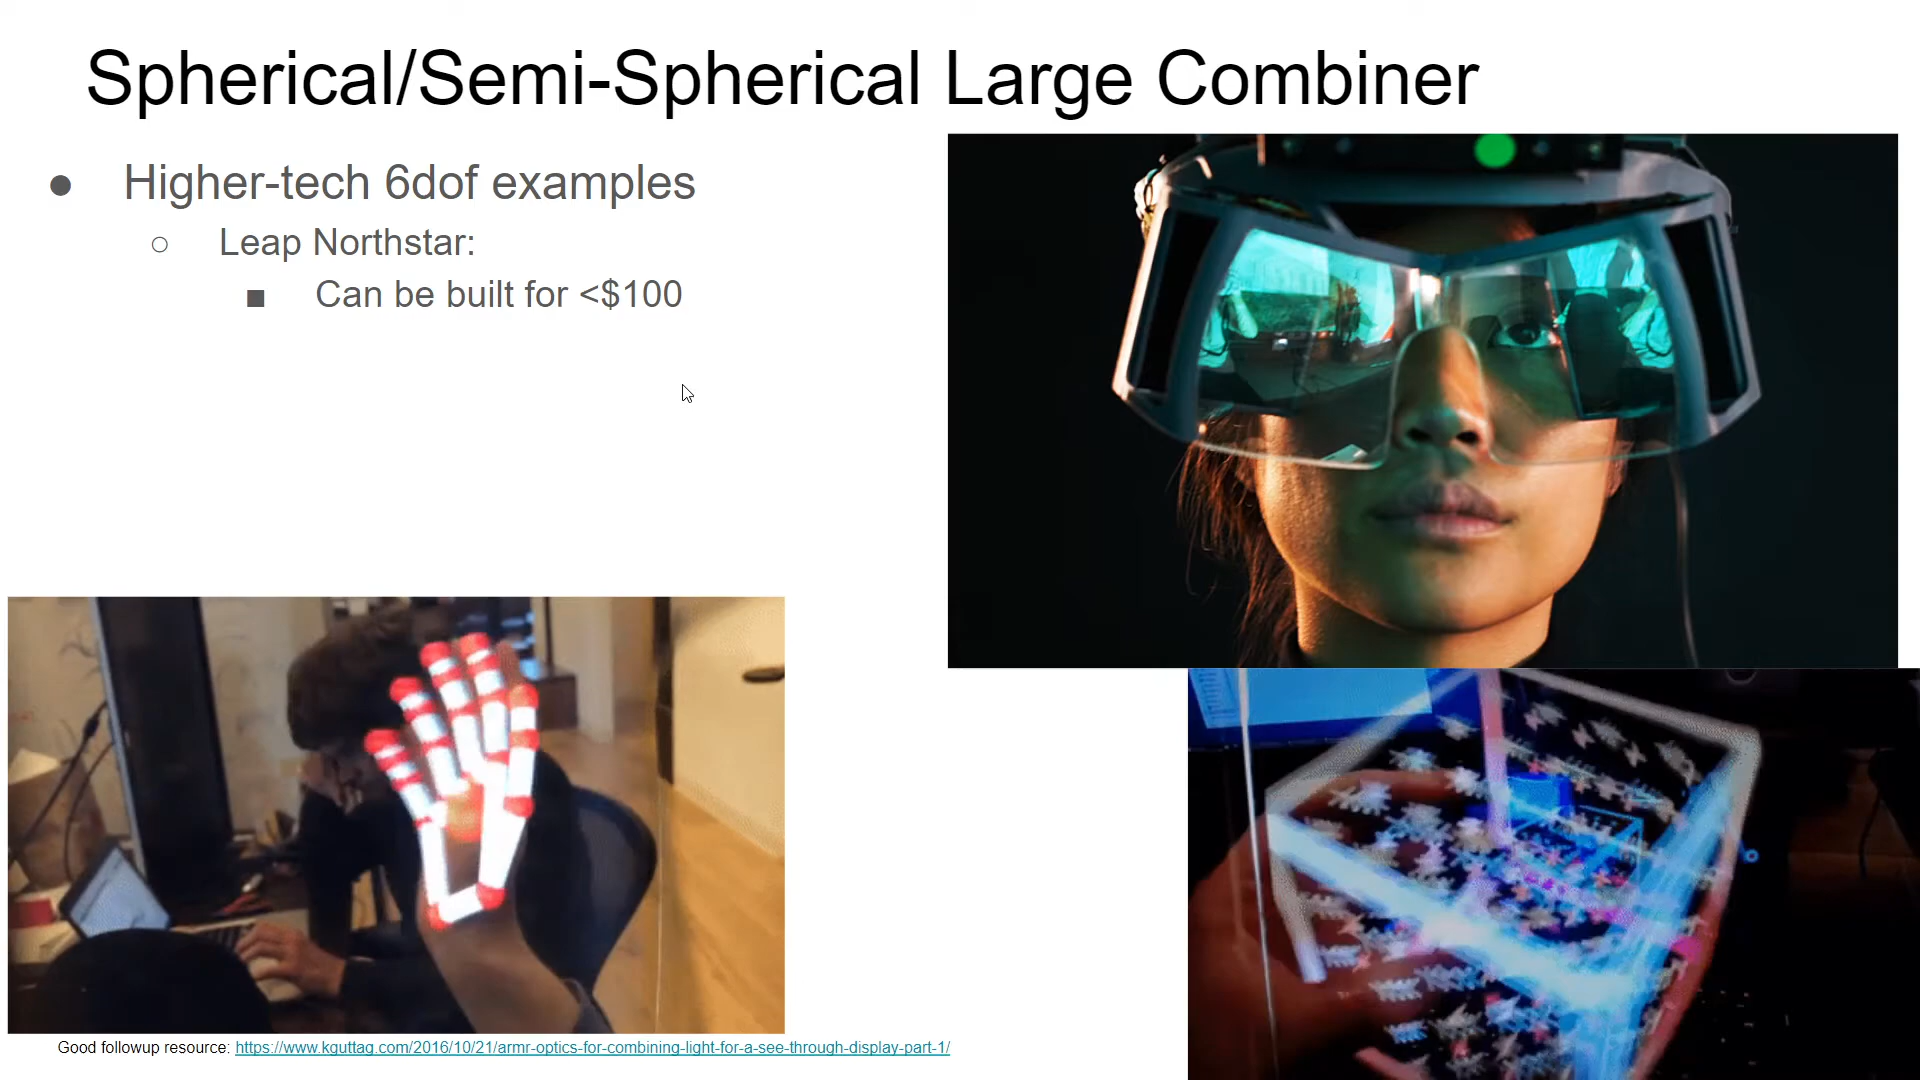 Spherical/Semi-Spherical Large Combiner
● Higher-tech 6dof examples
○ Leap Northstar:
■ Can be built for <$100
Good followup resource: https://www.kguttag.com/2016/10/21/armr-optics-for-combining-light-for-a-see-through-display-part-1/